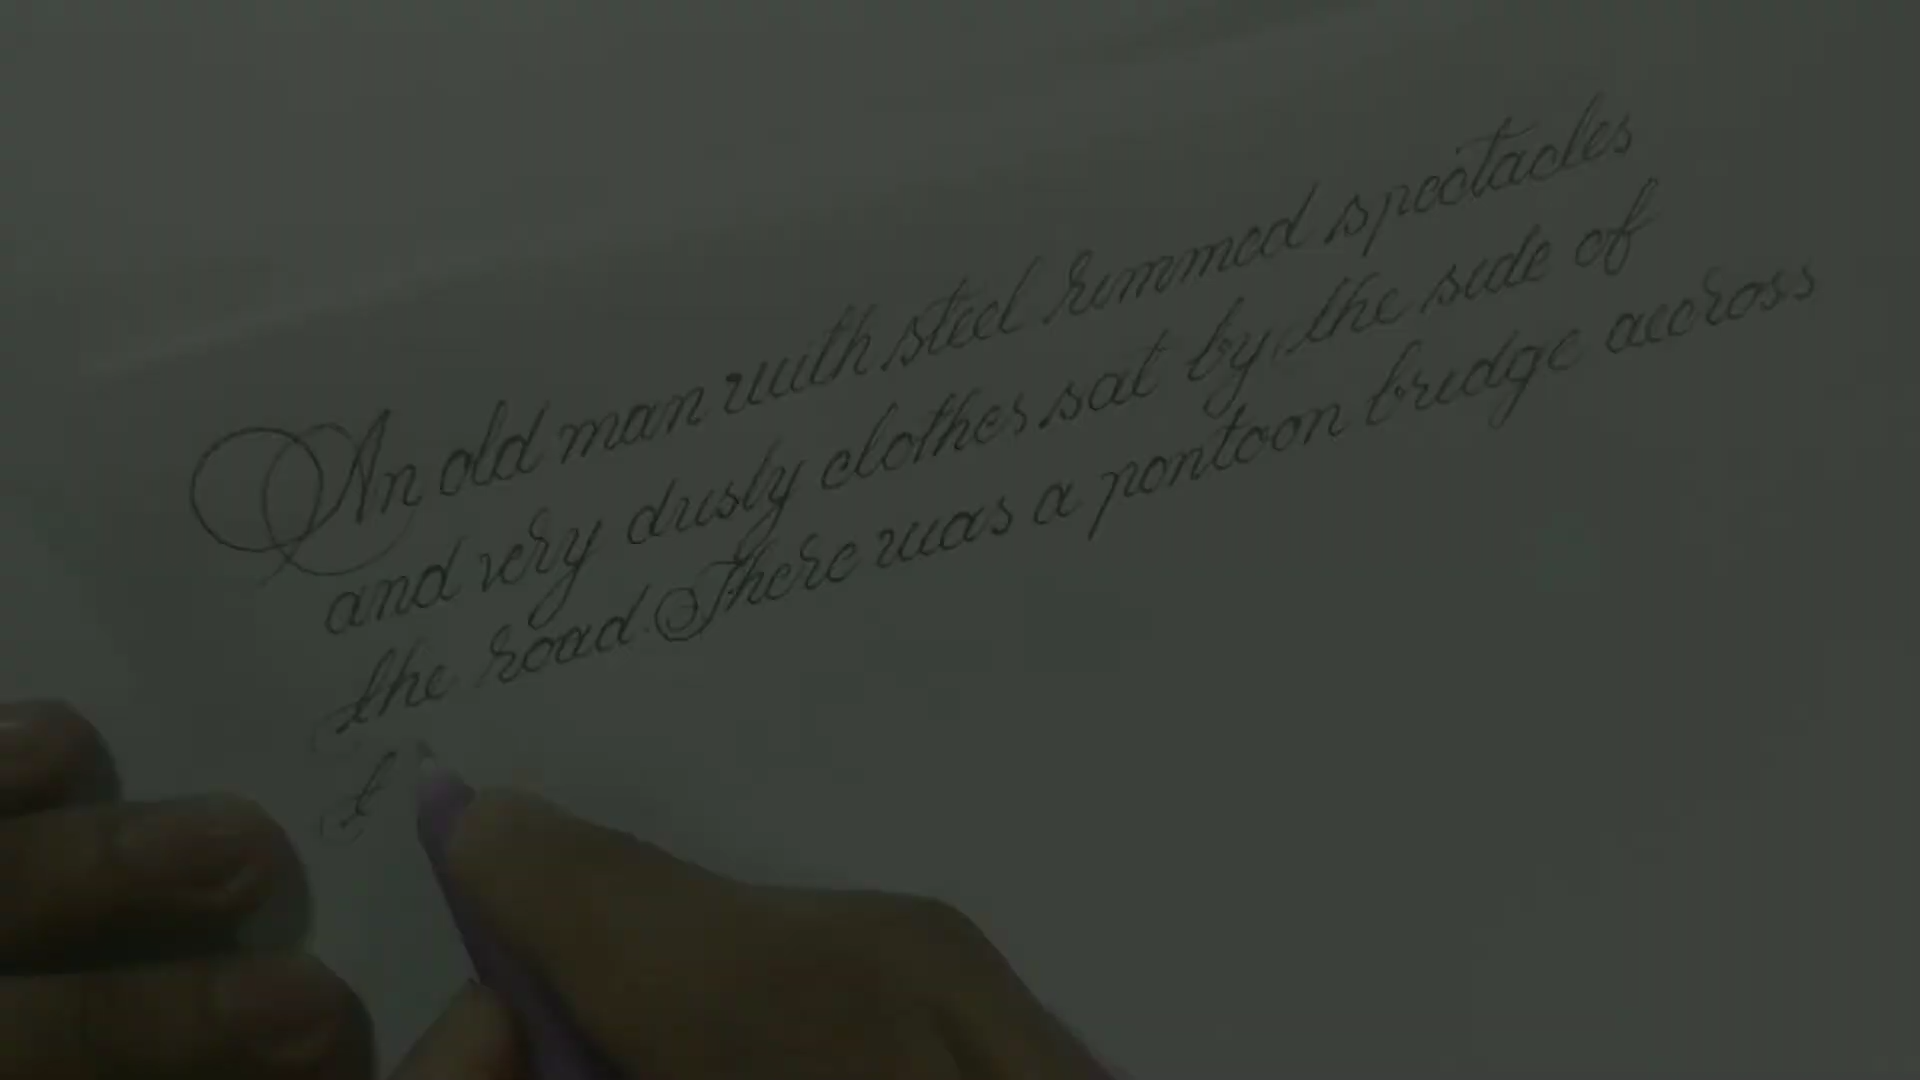 An old man with steel rimmed spectacles
and very dusty clothes sat by the side of
the road. There was a pontoon bridge accross
t